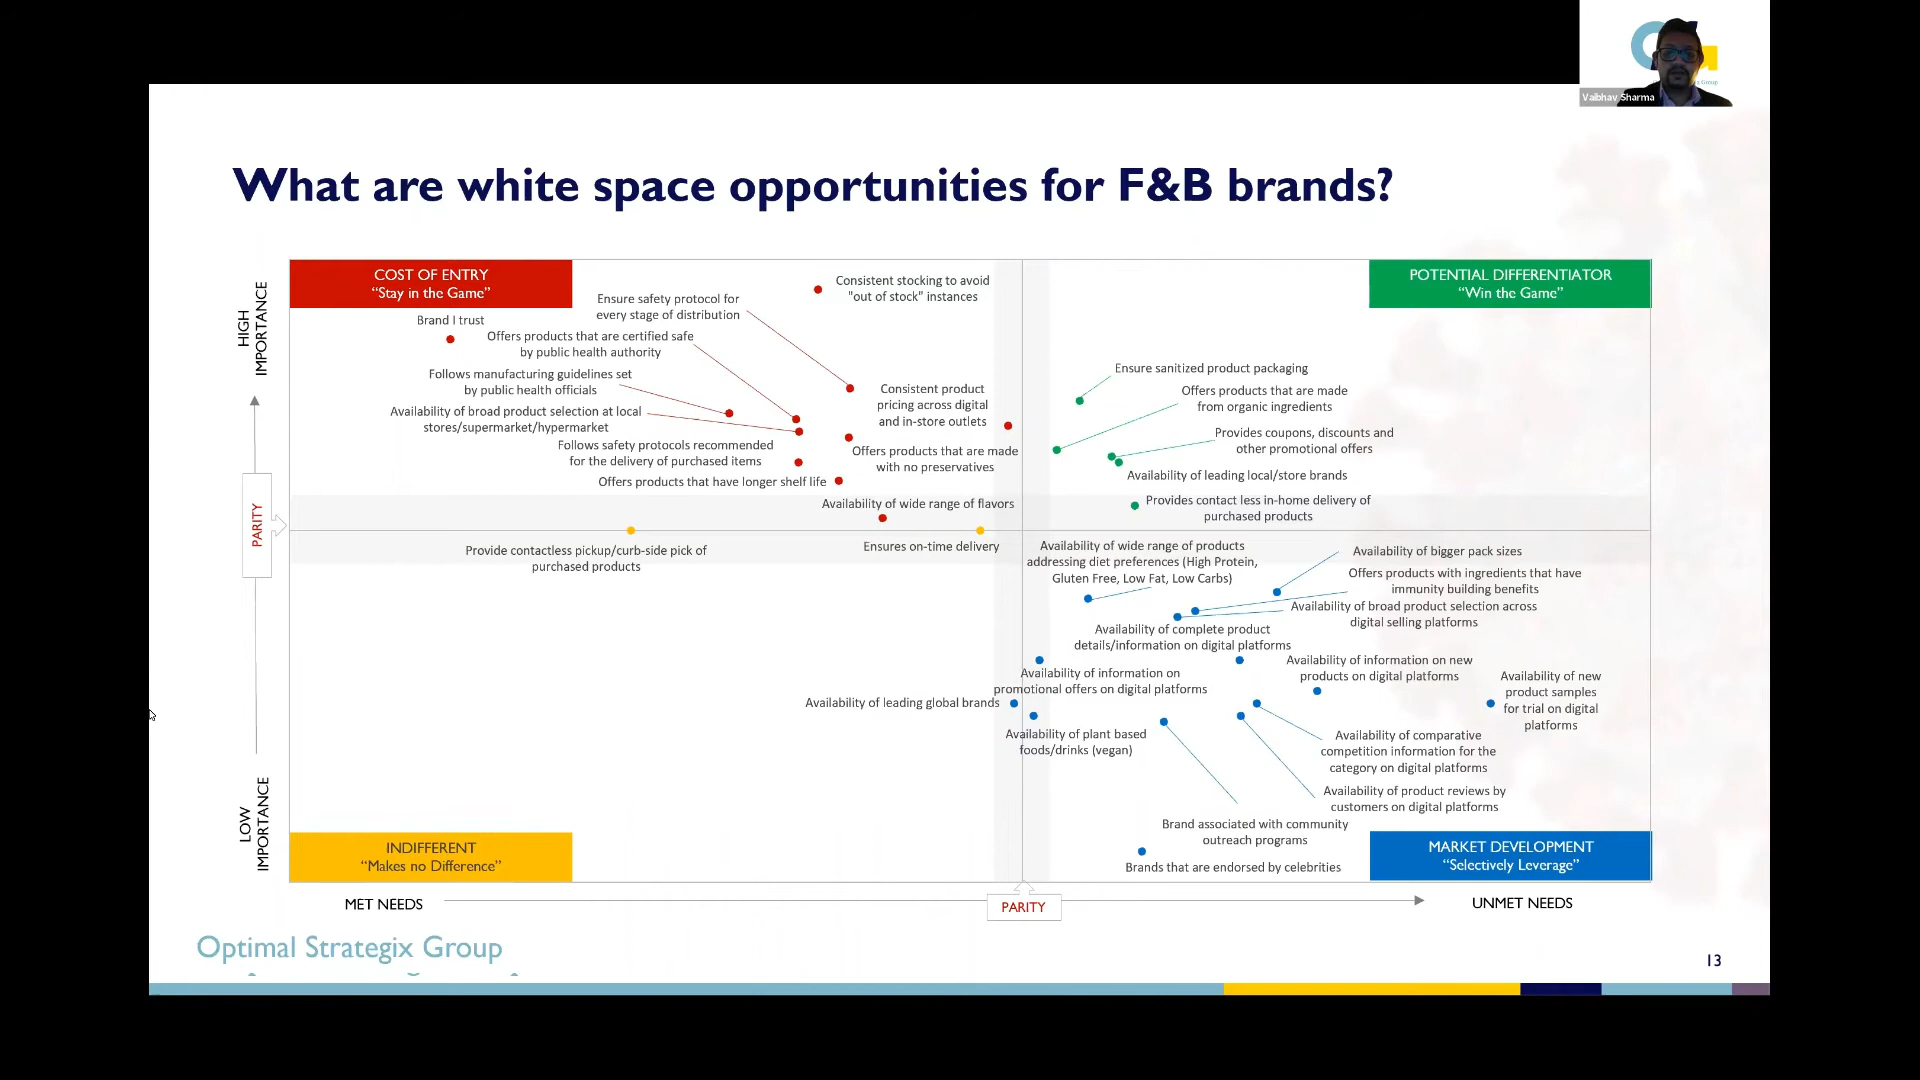 Vaibhav Sharma
What are white space opportunities for F&B brands?
COST OF ENTRY
“Stay in the Game”
POTENTIAL DIFFERENTIATOR
“Win the Game”
HIGH
IMPORTANCE
PARITY
LOW
IMPORTANCE
Consistent stocking to avoid
"out of stock" instances
Ensure safety protocol for
every stage of distribution
Brand I trust
Offers products that are certified safe
by public health authority
Follows manufacturing guidelines set
by public health officials
Availability of broad product selection at local
stores/supermarket/hypermarket
Follows safety protocols recommended
for the delivery of purchased items
Offers products that have longer shelf life
Consistent product
pricing across digital
and in-store outlets
Offers products that are made
with no preservatives
Availability of wide range of flavors
Ensure sanitized product packaging
Offers products that are made
from organic ingredients
Provides coupons, discounts and
other promotional offers
Availability of leading local/store brands
Provides contact less in-home delivery of
purchased products
Provide contactless pickup/curb-side pick of
purchased products
Ensures on-time delivery
Availability of wide range of products
addressing diet preferences (High Protein,
Gluten Free, Low Fat, Low Carbs)
Availability of bigger pack sizes
Offers products with ingredients that have
immunity building benefits
Availability of broad product selection across
digital selling platforms
Availability of complete product
details/information on digital platforms
Availability of information on
promotional offers on digital platforms
Availability of information on new
products on digital platforms
Availability of new
product samples
for trial on digital
platforms
Availability of leading global brands
Availability of plant based
foods/drinks (vegan)
Availability of comparative
competition information for the
category on digital platforms
Availability of product reviews by
customers on digital platforms
Brand associated with community
outreach programs
Brands that are endorsed by celebrities
INDIFFERENT
“Makes no Difference”
MARKET DEVELOPMENT
“Selectively Leverage”
MET NEEDS
PARITY
UNMET NEEDS
Optimal Strategix Group
13